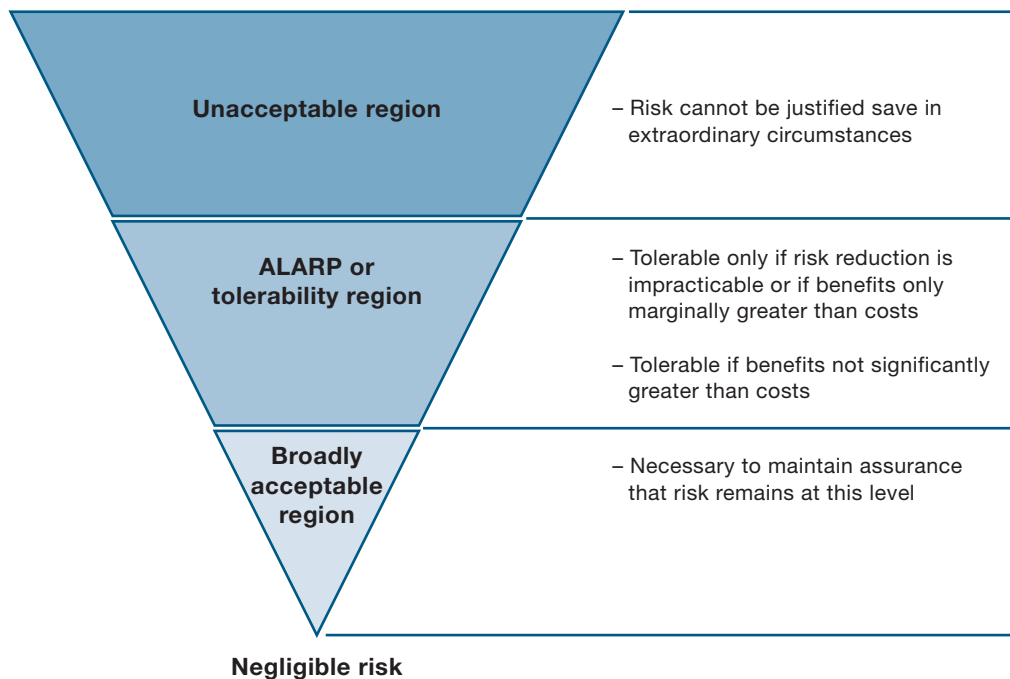 Unacceptable region
– Risk cannot be justified save in
extraordinary circumstances
ALARP or
tolerability region
– Tolerable only if risk reduction is
impracticable or if benefits only
marginally greater than costs
– Tolerable if benefits not significantly
greater than costs
Broadly
acceptable
region
– Necessary to maintain assurance
that risk remains at this level
Negligible risk